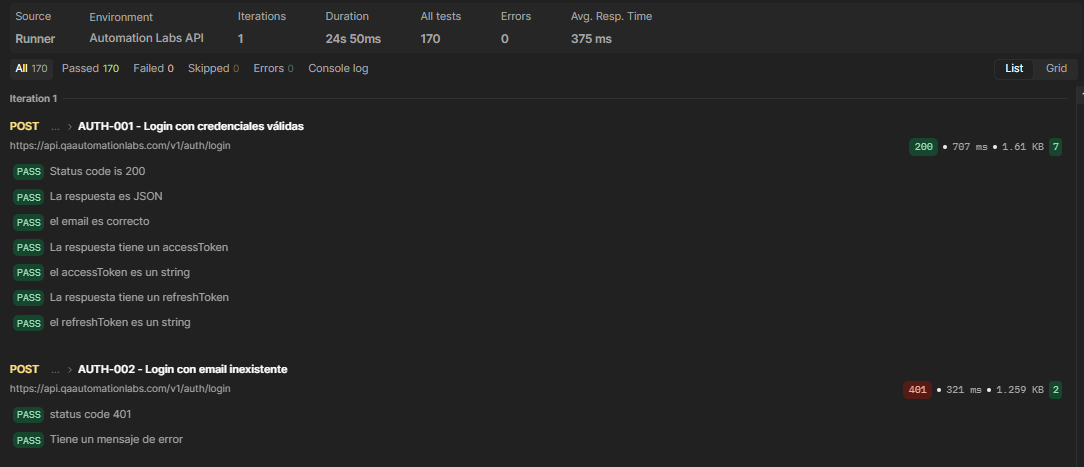 Source Environment Iterations Duration All tests Errors Avg. Resp. Time
Runner Automation Labs API 1 24s 50ms 170 0 375 ms
All 170 Passed 170 Failed 0 Skipped 0 Errors 0 Console log List Grid
Iteration 1
POST ... > AUTH-001 - Login con credenciales válidas
https://api.qaautomationlabs.com/v1/auth/login 200 • 707 ms • 1.61 KB 7
PASS Status code is 200
PASS La respuesta es JSON
PASS el email es correcto
PASS La respuesta tiene un accessToken
PASS el accessToken es un string
PASS La respuesta tiene un refreshToken
PASS el refreshToken es un string
POST ... > AUTH-002 - Login con email inexistente
https://api.qaautomationlabs.com/v1/auth/login 401 • 321 ms • 1.259 KB 2
PASS status code 401
PASS Tiene un mensaje de error